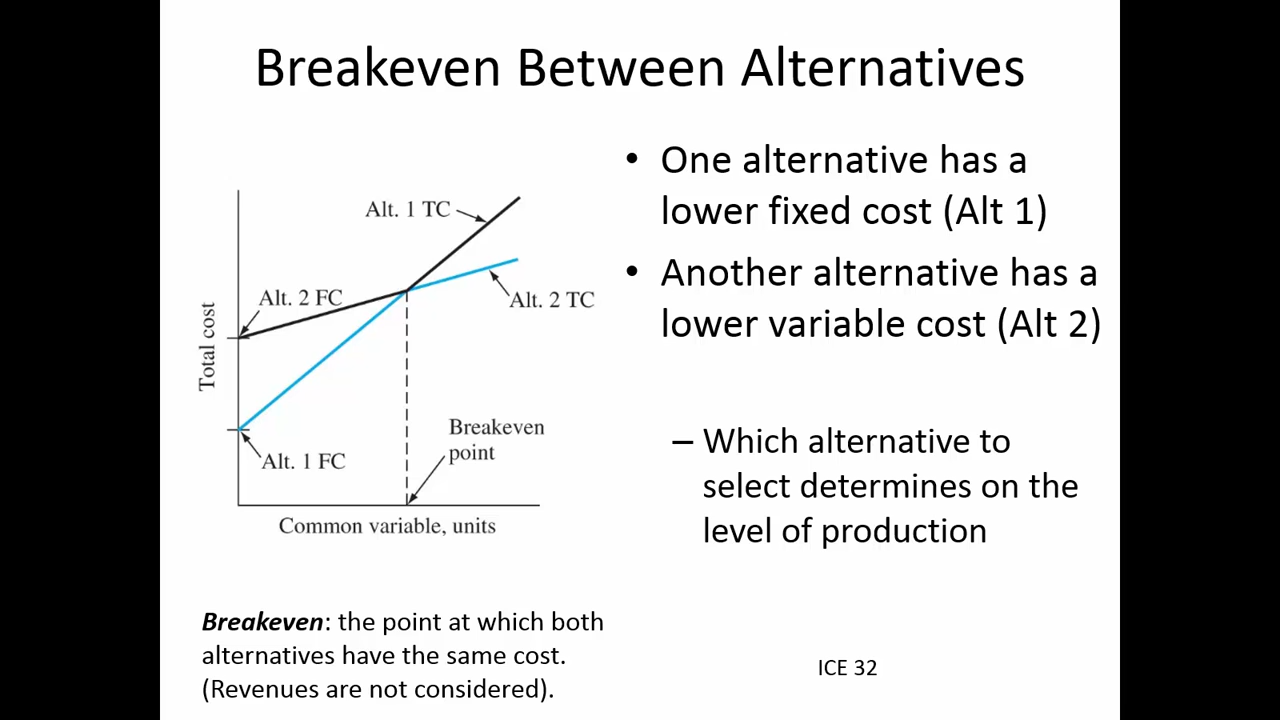 Breakeven Between Alternatives
Alt. 1 TC
Alt. 2 FC
Alt. 2 TC
Total cost
Breakeven
point
Alt. 1 FC
Common variable, units
• One alternative has a
lower fixed cost (Alt 1)
• Another alternative has a
lower variable cost (Alt 2)
– Which alternative to
select determines on the
level of production
Breakeven: the point at which both
alternatives have the same cost.
(Revenues are not considered).
ICE 32